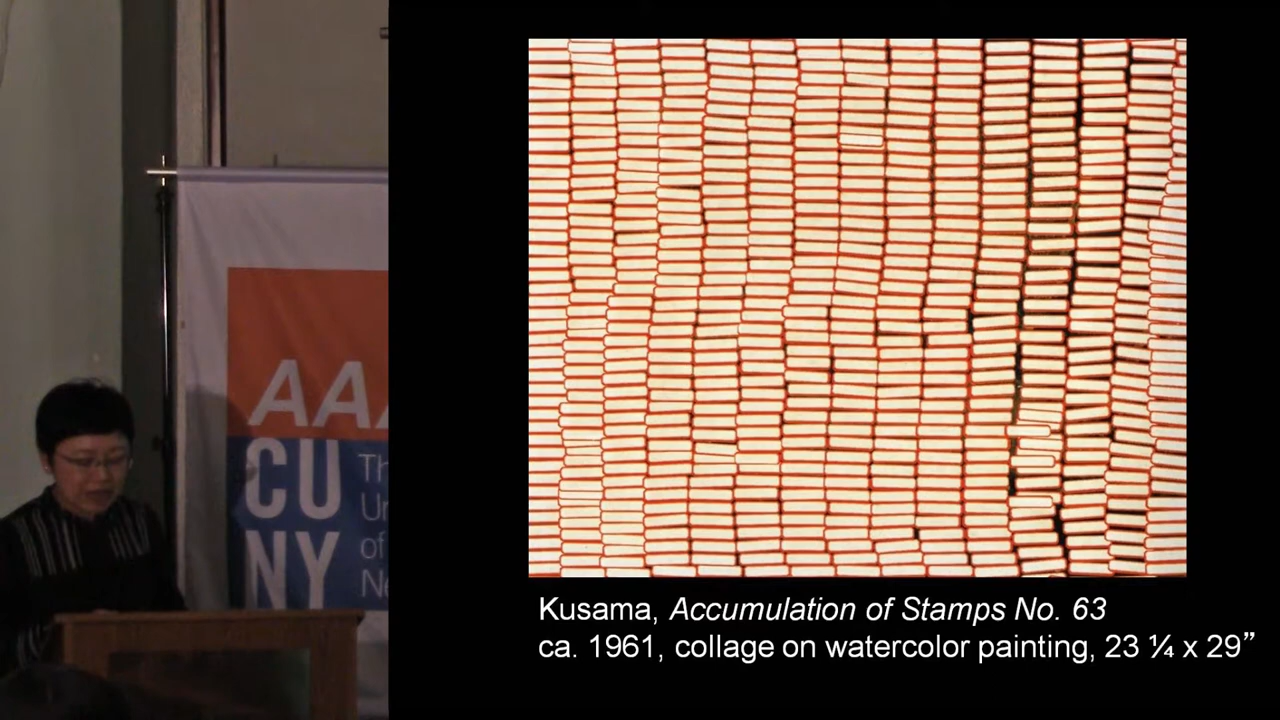 CU
NY
Kusama, Accumulation of Stamps No. 63
ca. 1961, collage on watercolor painting, 23 ¼ x 29”